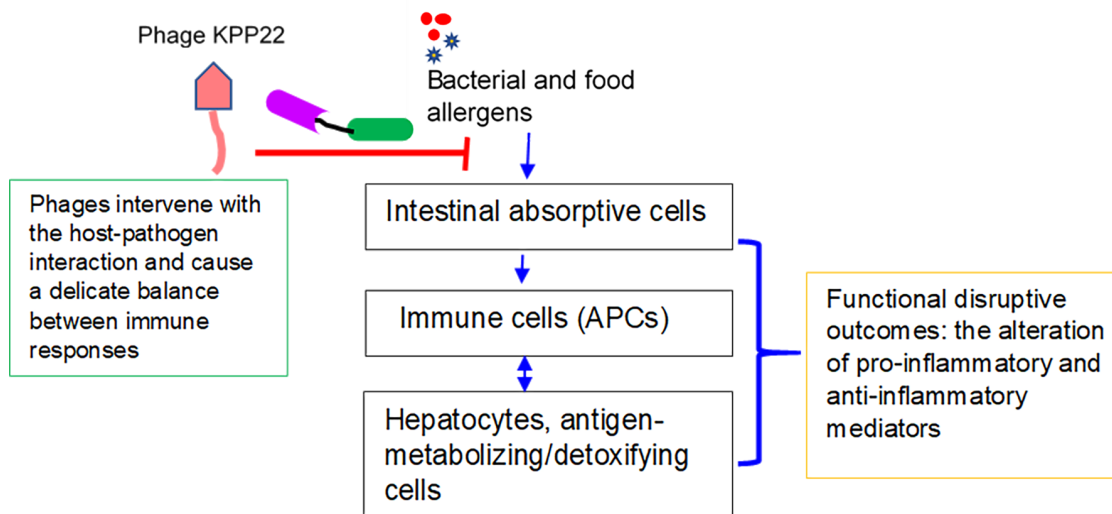 Phage KPP22
Bacterial and food
allergens
Phages intervene with
the host-pathogen
interaction and cause
a delicate balance
between immune
responses
Intestinal absorptive cells
Immune cells (APCs)
Hepatocytes, antigen-
metabolizing/detoxifying
cells
Functional disruptive
outcomes: the alteration
of pro-inflammatory and
anti-inflammatory
mediators